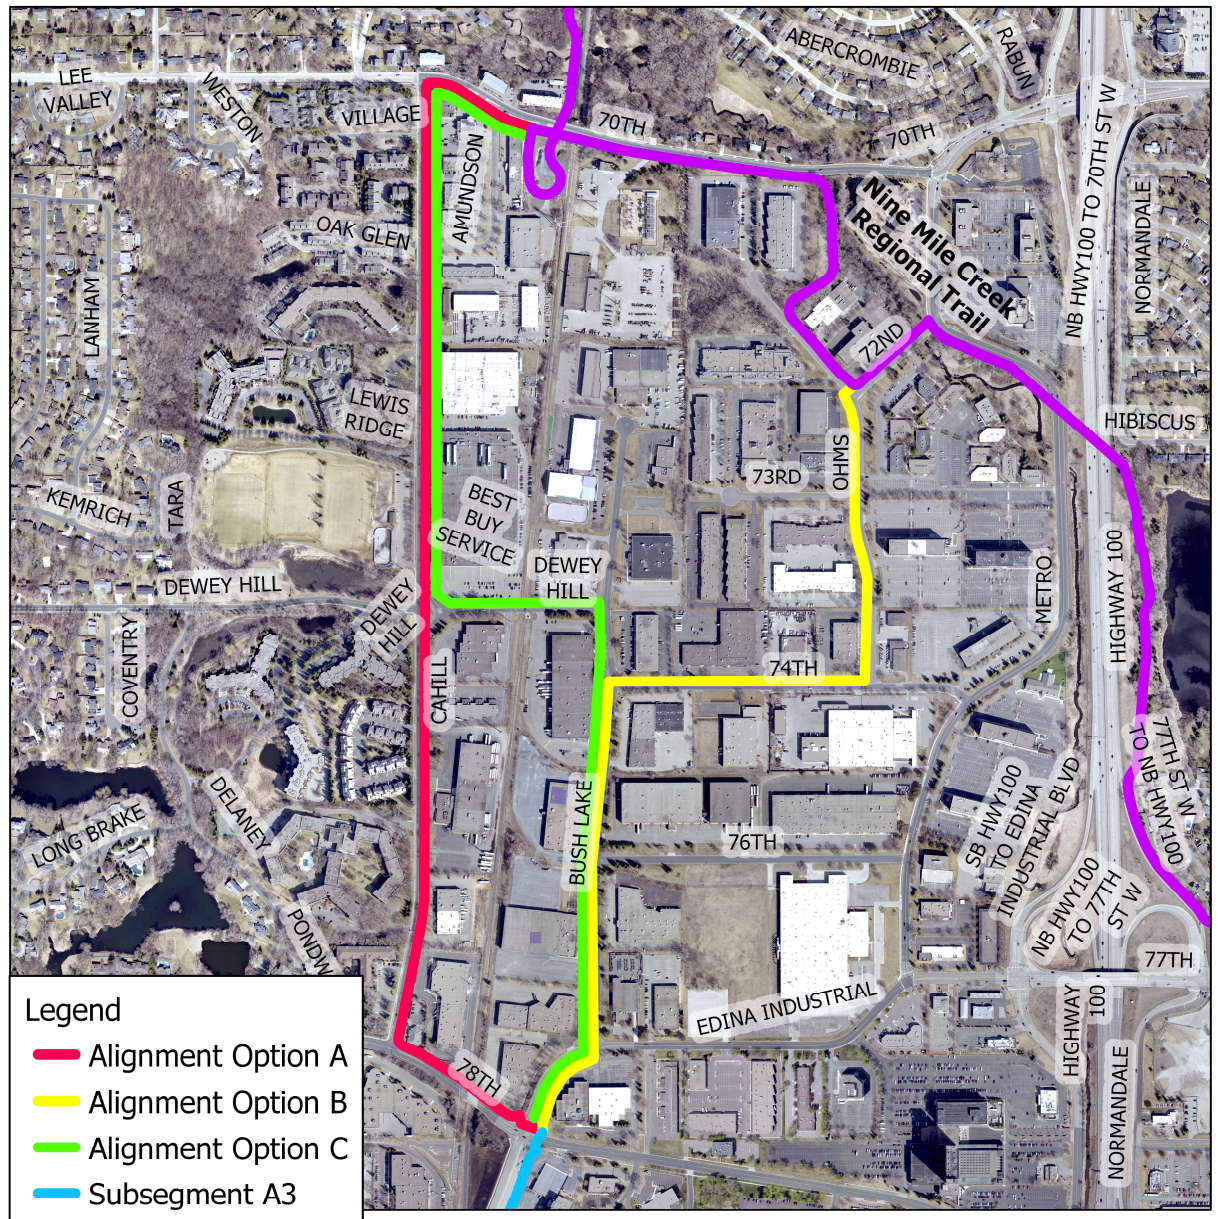 ABERCROMBIE
RABUN
LEE
VALLEY
WESTON
VILLAGE
70TH
70TH
NB HWY100 TO 70TH ST W
AMUNDSON
OAK GLEN
Nine Mile Creek
Regional Trail
NORMANDALE
LANHAM
72ND
LEWIS
RIDGE
HIBISCUS
OHMS
73RD
KEMRICH
TARA
BEST
BUY
SERVICE
DEWEY HILL
DEWEY
HILL
DEWEY
HILL
METRO
HIGHWAY 100
COVENTRY
CAHILL
74TH
77TH ST W
TO NB HWY100
DELANEY
LONG BRAKE
BUSH LAKE
76TH
SB HWY100
TO EDINA
INDUSTRIAL BLVD
NB HWY100
TO 77TH
ST W
PONDW
77TH
EDINA INDUSTRIAL
HIGHWAY
100
78TH
NORMANDALE
Legend
Alignment Option A
Alignment Option B
Alignment Option C
Subsegment A3